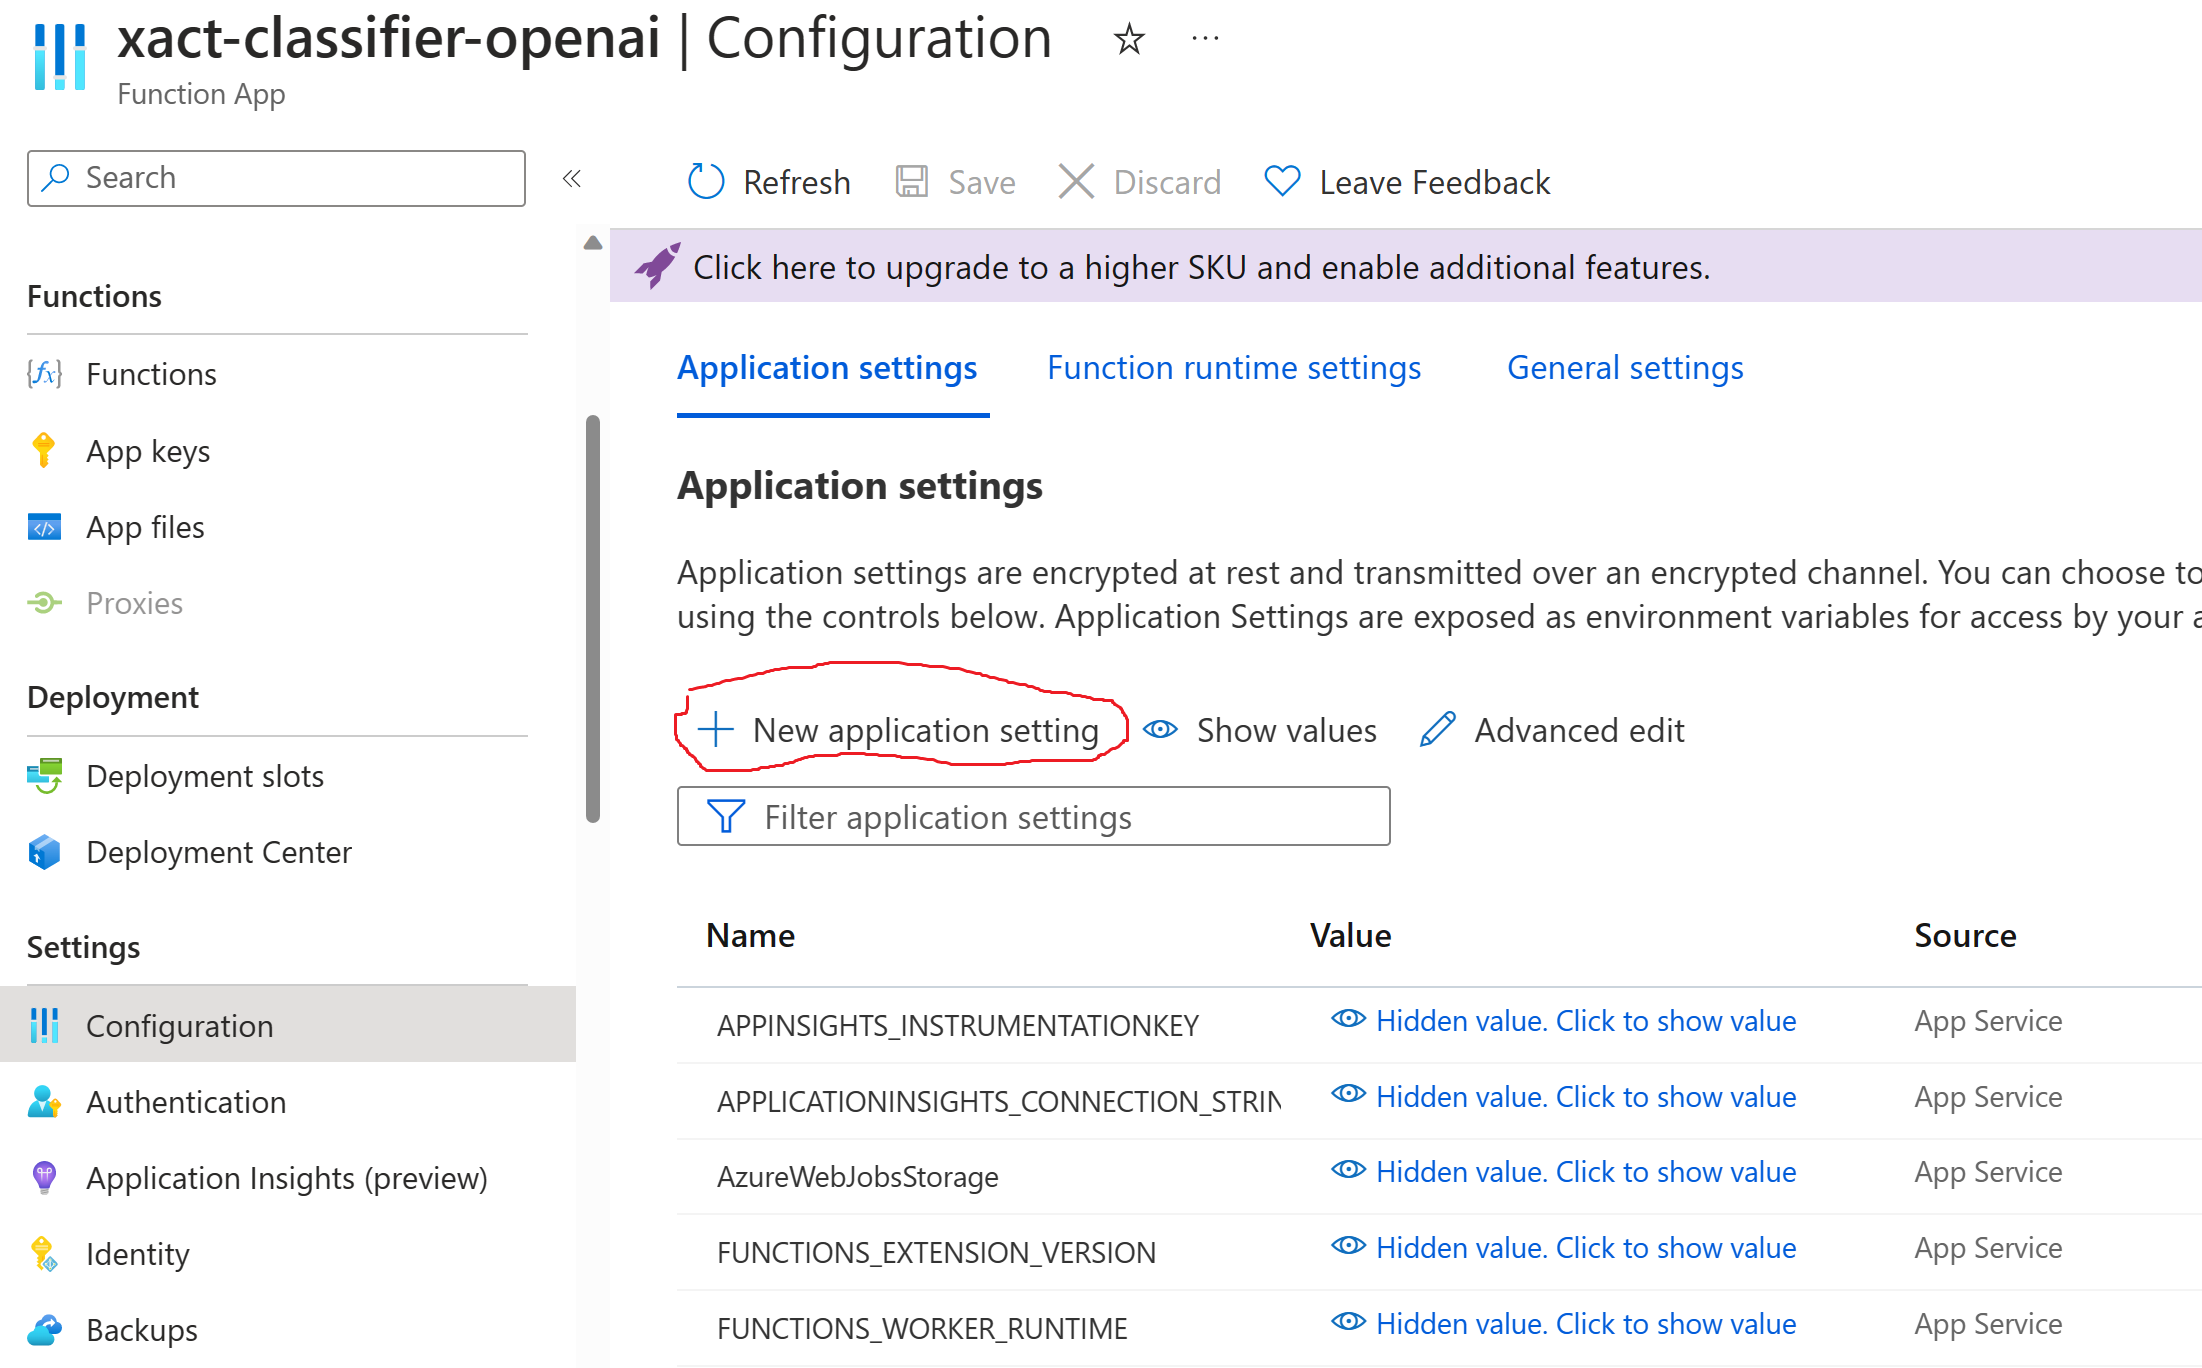 xact-classifier-openai | Configuration
Function App
Search
Refresh
Save
Discard
Leave Feedback
Click here to upgrade to a higher SKU and enable additional features.
Functions
Functions
App keys
App files
Proxies
Deployment
Deployment slots
Deployment Center
Settings
Configuration
Authentication
Application Insights (preview)
Identity
Backups
Application settings
Function runtime settings
General settings
Application settings
Application settings are encrypted at rest and transmitted over an encrypted channel. You can choose to
using the controls below. Application Settings are exposed as environment variables for access by your a
New application setting
Show values
Advanced edit
Filter application settings
Name Value Source
APPINSIGHTS_INSTRUMENTATIONKEY Hidden value. Click to show value App Service
APPLICATIONINSIGHTS_CONNECTION_STRIN Hidden value. Click to show value App Service
AzureWebJobsStorage Hidden value. Click to show value App Service
FUNCTIONS_EXTENSION_VERSION Hidden value. Click to show value App Service
FUNCTIONS_WORKER_RUNTIME Hidden value. Click to show value App Service